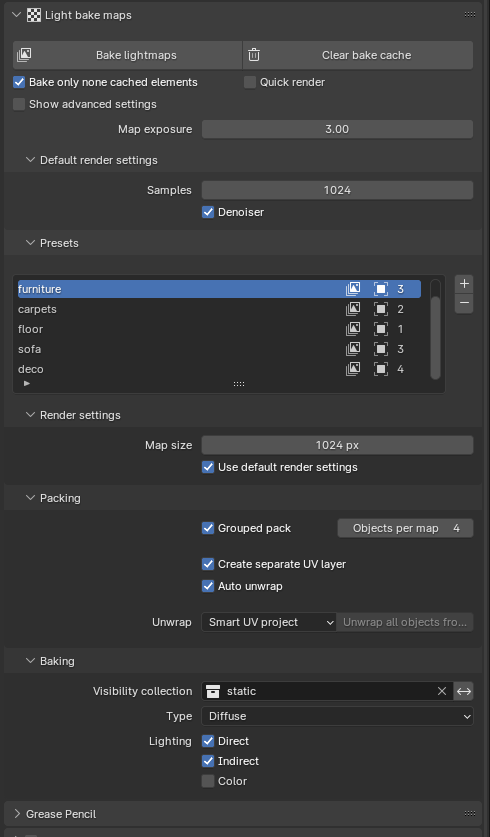 Light bake maps
Bake lightmaps Clear bake cache
Bake only none cached elements Quick render
Show advanced settings
Map exposure 3.00
Default render settings
Samples 1024
Denoiser
Presets
furniture 3
carpets 2
floor 1
sofa 3
deco 4
Render settings
Map size 1024 px
Use default render settings
Packing
Grouped pack Objects per map 4
Create separate UV layer
Auto unwrap
Unwrap Smart UV project Unwrap all objects fro...
Baking
Visibility collection static
Type Diffuse
Lighting Direct
Indirect
Color
Grease Pencil